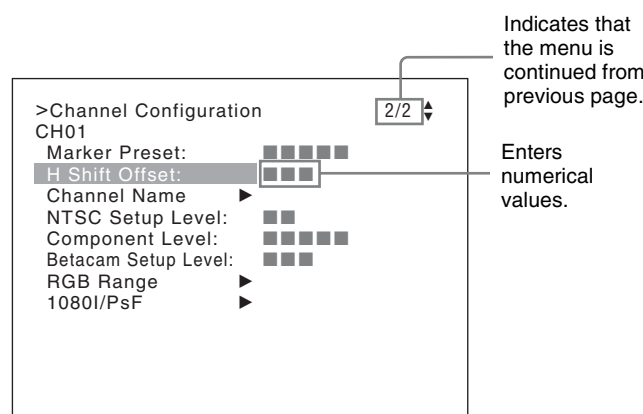 Indicates that
the menu is
continued from
previous page.
>Channel Configuration 2/2
CH01
Marker Preset: ■■■■■
H Shift Offset: ■■■
Channel Name ▶
NTSC Setup Level: ■■
Component Level: ■■■■■
Betacam Setup Level: ■■■
RGB Range ▶
1080I/PsF ▶
Enters
numerical
values.